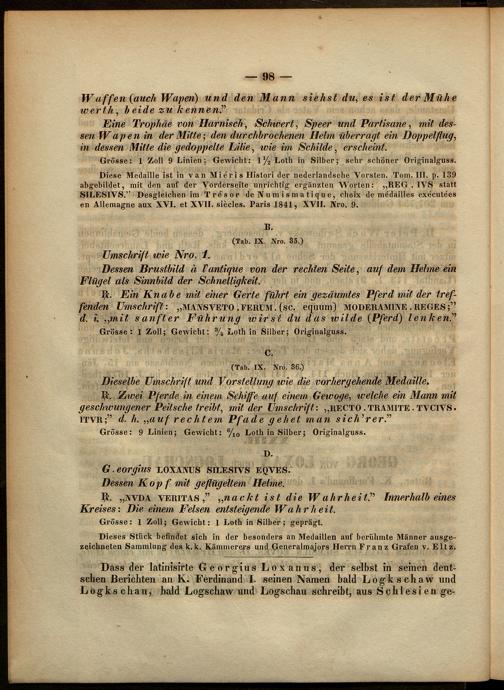 — 98 —
Waffen (auch Wapen) und den Mann siehst du, es ist der Mühe
werth, beide zu kennen."
Eine Trophäe von Harnisch, Schwert, Speer und Partisane, mit des-
sen Wapen in der Mitte; den durchbrochenen Helm überragt ein Doppelflug,
in dessen Mitte die gedoppelte Lilie, wie im Schilde, erscheint.
Grösse: 1 Zoll 9 Linien; Gewicht: 1½ Loth in Silber; sehr schöner Originalguss.
Diese Medaille ist in van Miéris Histori der nederlandsche Vorsten. Tom. III. p. 139
abgebildet, mit den auf der Vorderseite unrichtig ergänzten Worten: „REG. IVS statt
SILESIVS." Desgleichen im Trésor de Numismatique, choix de médailles exécutées
en Allemagne aux XVI. et XVII. siècles. Paris 1841, XVII. Nro. 9.
B.
(Tab. IX. Nro. 35.)
Umschrift wie Nro. 1.
Dessen Brustbild à l'antique von der rechten Seite, auf dem Helme ein
Flügel als Sinnbild der Schnelligkeit.
R. Ein Knabe mit einer Gerte führt ein gezäumtes Pferd mit der tref-
fenden Umschrift: „MANSVETO. FERUM. (sc. equum) MODERAMINE. REGES;"
d. i. „mit sanfter Führung wirst du das wilde (Pferd) lenken."
Grösse: 1 Zoll; Gewicht: Loth in Silber; Originalguss.
C.
(Tab. IX. Nro. 36.)
Dieselbe Umschrift und Vorstellung wie die vorhergehende Medaille.
R. Zwei Pferde in einem Schiffe auf einem Gewoge, welche ein Mann mit
geschwungener Peitsche treibt, mit der Umschrift: „RECTO. TRAMITE. TVCIVS.
ITVR;" d. h. „auf rechtem Pfade gehet man sich'rer."
Grösse: 9 Linien; Gewicht: Loth in Silber; Originalguss.
D.
G. eorgius LOXANUS SILESIVS EQVES.
Dessen Kopf mit geflügeltem Helme.
R. „NVDA VERITAS," „nackt ist die Wahrheit." Innerhalb eines
Kreises: Die einem Felsen entsteigende Wahrheit.
Grösse: 1 Zoll; Gewicht: 1 Loth in Silber; geprägt.
Dieses Stück befindet sich in der besonders an Medaillen auf berühmte Männer ausge-
zeichneten Sammlung des k. k. Kämmerers und Generalmajors Herrn Franz Grafen v. Eltz.
Dass der latinisirte Georgius Loxanus, der selbst in seinen deut-
schen Berichten an K. Ferdinand I. seinen Namen bald Logkschaw und
Logkschau, bald Logschaw und Logschau schreibt, aus Schlesien ge-